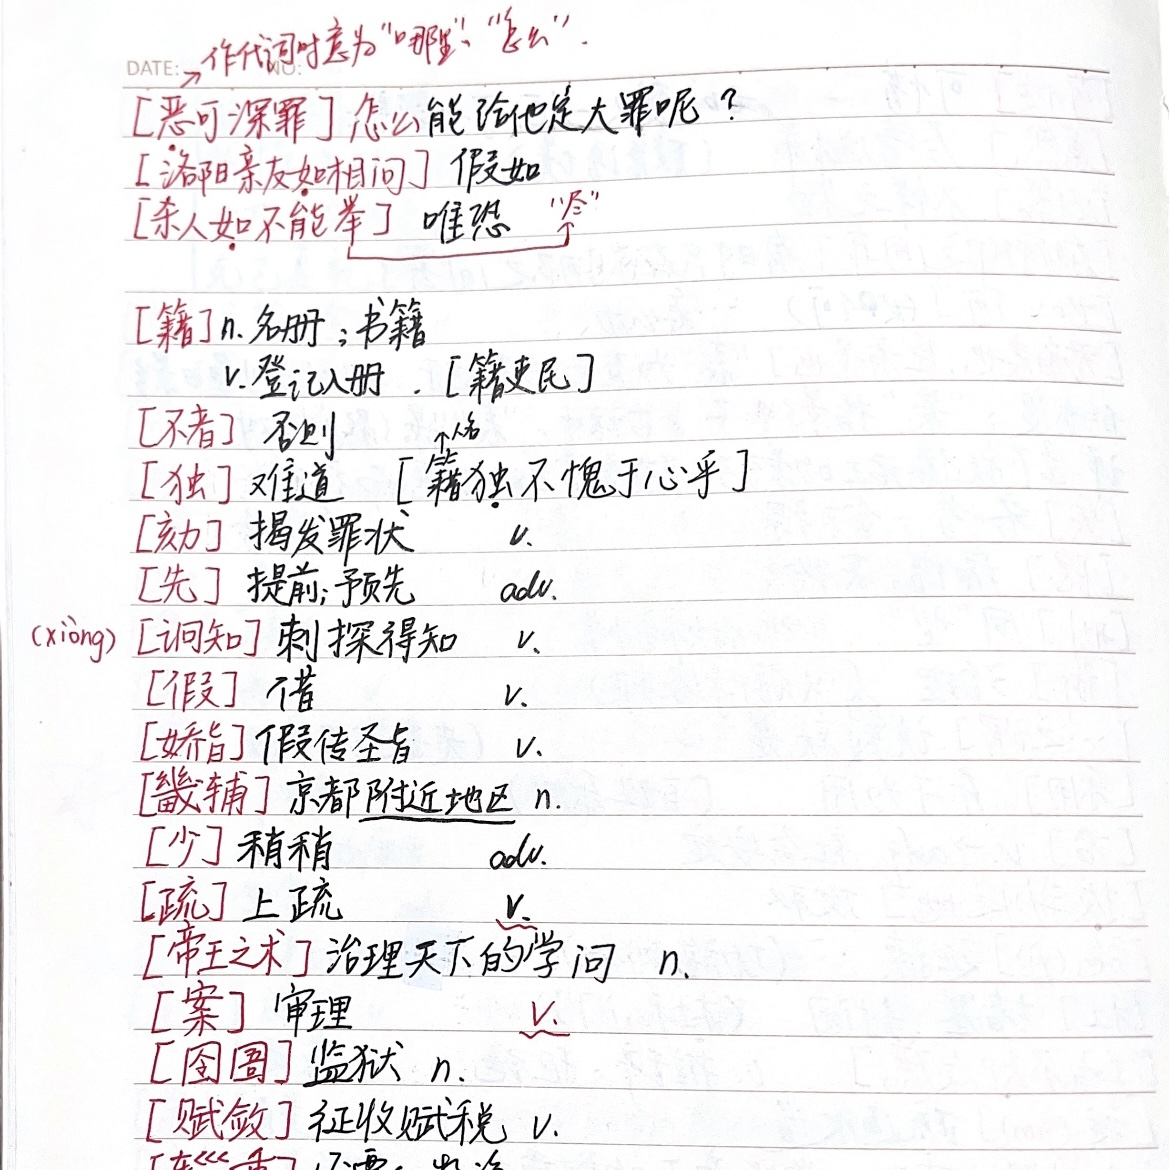 作代词时意为“哪里”、“怎么”.
DATE: NO:
[恶可深罪] 怎么能给他定大罪呢?
[洛阳亲友如相问] 假如
[杀人如不能举] 唯恐 “尽”
[籍] n. 名册;书籍
v. 登记入册. [籍吏民]
[不者] 否则
↑人名
[独] 难道 [籍独不愧于心乎]
[劾] 揭发罪状 v.
[先] 提前;预先 adv.
(xiòng) [诇知] 刺探得知 v.
[假] 借 v.
[娇旨] 假传圣旨 v.
[畿辅] 京都附近地区 n.
[少] 稍稍 adv.
[疏] 上疏 v.
[帝王之术] 治理天下的学问 n.
[案] 审理 v.
[囹圄] 监狱 n.
[赋敛] 征收赋税 v.